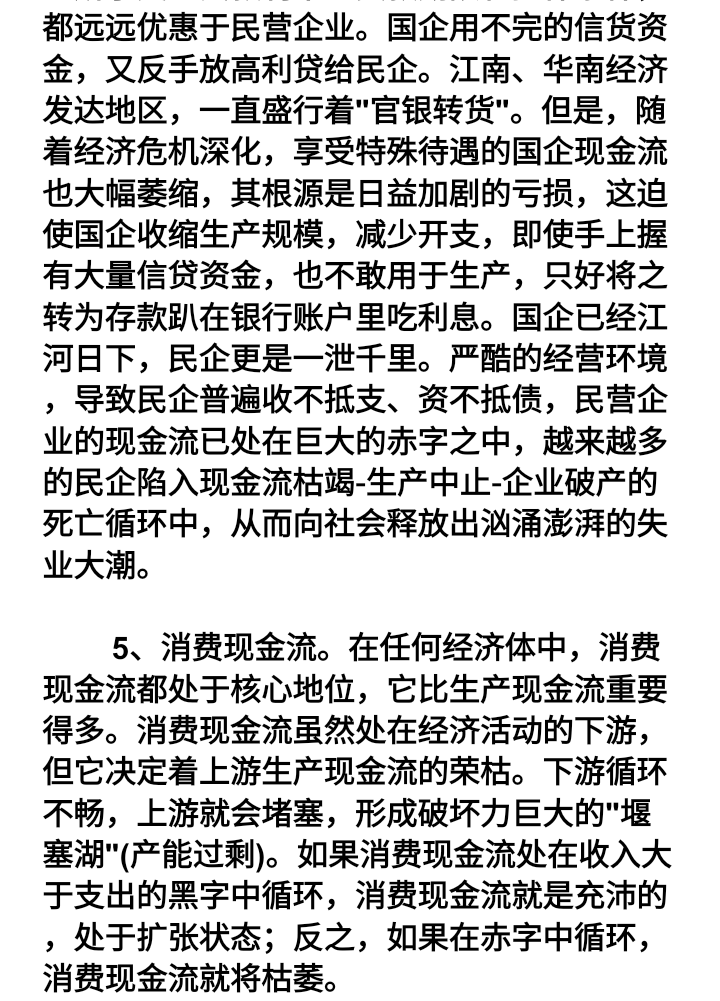 都远远优惠于民营企业。国企用不完的信贷资
金，又反手放高利贷给民企。江南、华南经济
发达地区，一直盛行着"官银转贷"。但是，随
着经济危机深化，享受特殊待遇的国企现金流
也大幅萎缩，其根源是日益加剧的亏损，这迫
使国企收缩生产规模，减少开支，即使手上握
有大量信贷资金，也不敢用于生产，只好将之
转为存款趴在银行账户里吃利息。国企已经江
河日下，民企更是一泄千里。严酷的经营环境
，导致民企普遍收不抵支、资不抵债，民营企
业的现金流已处在巨大的赤字之中，越来越多
的民企陷入现金流枯竭-生产中止-企业破产的
死亡循环中，从而向社会释放出汹涌澎湃的失
业大潮。
5、消费现金流。在任何经济体中，消费
现金流都处于核心地位，它比生产现金流重要
得多。消费现金流虽然处在经济活动的下游，
但它决定着上游生产现金流的荣枯。下游循环
不畅，上游就会堵塞，形成破坏力巨大的"堰
塞湖"(产能过剩)。如果消费现金流处在收入大
于支出的黑字中循环，消费现金流就是充沛的
，处于扩张状态；反之，如果在赤字中循环，
消费现金流就将枯萎。